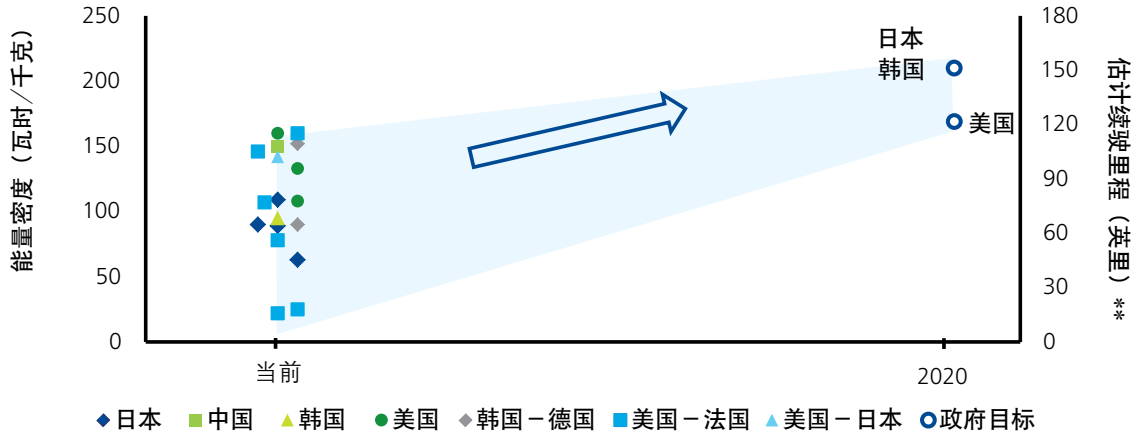 能量密度（瓦时/千克）
250
200
150
100
50
0
180
150
120
90
60
30
0
估计续驶里程（英里）**
日本
韩国
美国
当前
2020
日本 中国 韩国 美国 韩国－德国 美国－法国 美国－日本 政府目标